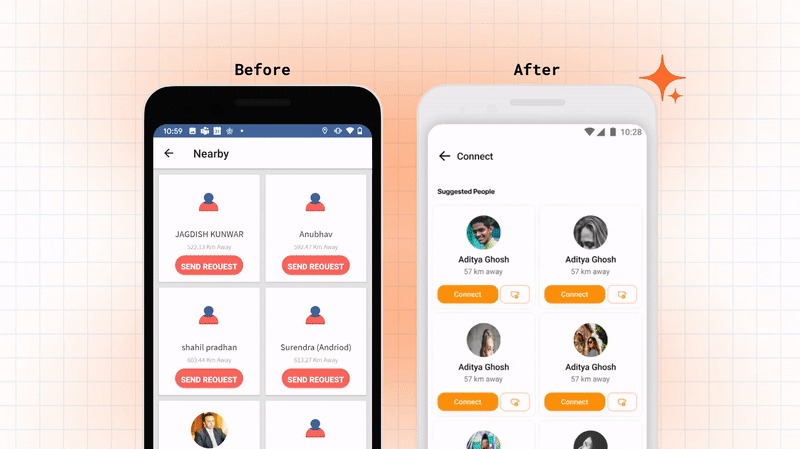 Before
After
10:59
Nearby
JAGDISH KUNWAR
522.13 Km Away
SEND REQUEST
Anubhav
592.47 Km Away
SEND REQUEST
shahil pradhan
603.44 Km Away
SEND REQUEST
Surendra (Andriod)
613.27 Km Away
SEND REQUEST
10:28
Connect
Suggested People
Aditya Ghosh
57 km away
Connect
Aditya Ghosh
57 km away
Connect
Aditya Ghosh
57 km away
Connect
Aditya Ghosh
57 km away
Connect